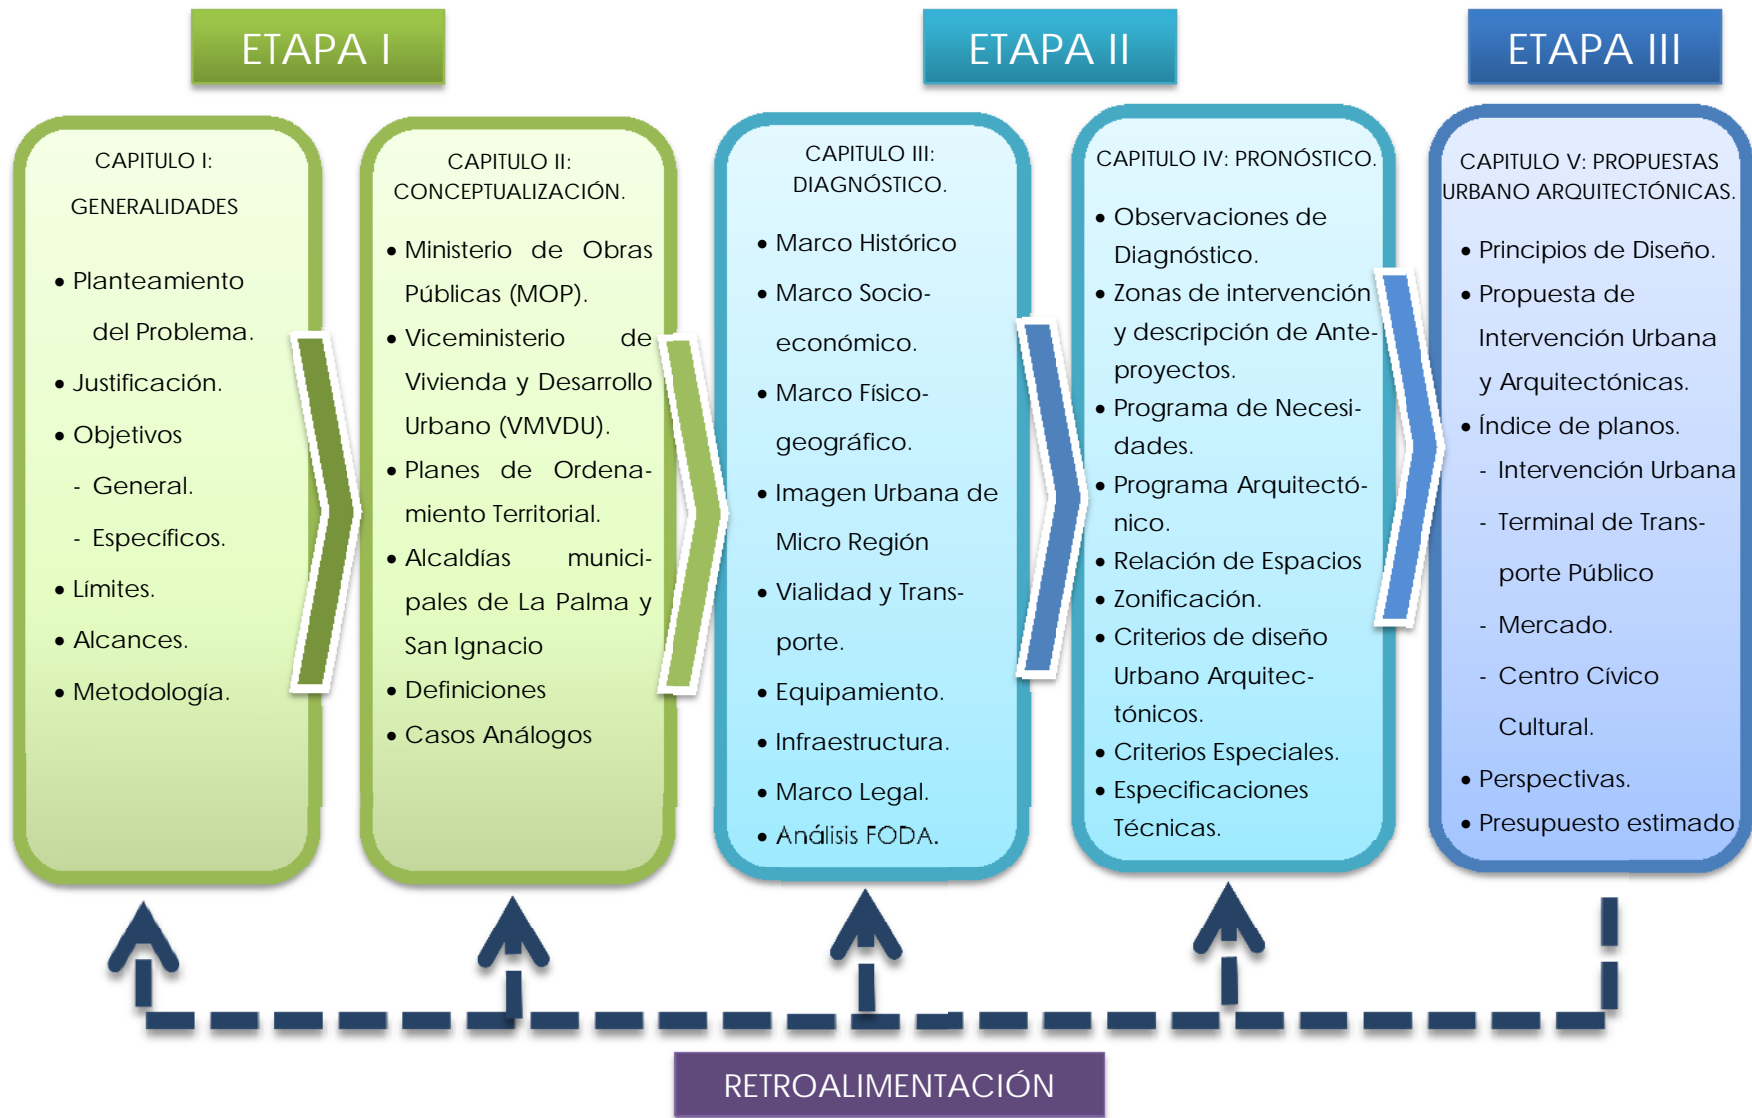 ETAPA I
ETAPA II
ETAPA III
CAPITULO I:
GENERALIDADES
• Planteamiento
del Problema.
• Justificación.
• Objetivos
- General.
- Específicos.
• Límites.
• Alcances.
• Metodología.
CAPITULO II:
CONCEPTUALIZACIÓN.
• Ministerio de Obras
Públicas (MOP).
• Viceministerio de
Vivienda y Desarrollo
Urbano (VMVDU).
• Planes de Ordena-
miento Territorial.
• Alcaldías munici-
pales de La Palma y
San Ignacio
• Definiciones
• Casos Análogos
CAPITULO III:
DIAGNÓSTICO.
• Marco Histórico
• Marco Socio-
económico.
• Marco Físico-
geográfico.
• Imagen Urbana de
Micro Región
• Vialidad y Trans-
porte.
• Equipamiento.
• Infraestructura.
• Marco Legal.
• Análisis FODA.
CAPITULO IV: PRONÓSTICO.
• Observaciones de
Diagnóstico.
• Zonas de intervención
y descripción de Ante-
proyectos.
• Programa de Necesi-
dades.
• Programa Arquitectó-
nico.
• Relación de Espacios
• Zonificación.
• Criterios de diseño
Urbano Arquitec-
tónicos.
• Criterios Especiales.
• Especificaciones
Técnicas.
CAPITULO V: PROPUESTAS
URBANO ARQUITECTÓNICAS.
• Principios de Diseño.
• Propuesta de
Intervención Urbana
y Arquitectónicas.
• Índice de planos.
- Intervención Urbana
- Terminal de Trans-
porte Público
- Mercado.
- Centro Cívico
Cultural.
• Perspectivas.
• Presupuesto estimado
RETROALIMENTACIÓN